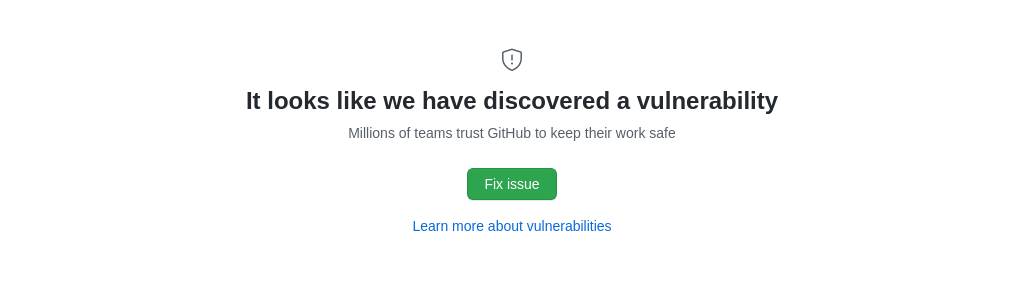 It looks like we have discovered a vulnerability
Millions of teams trust GitHub to keep their work safe
Fix issue
Learn more about vulnerabilities